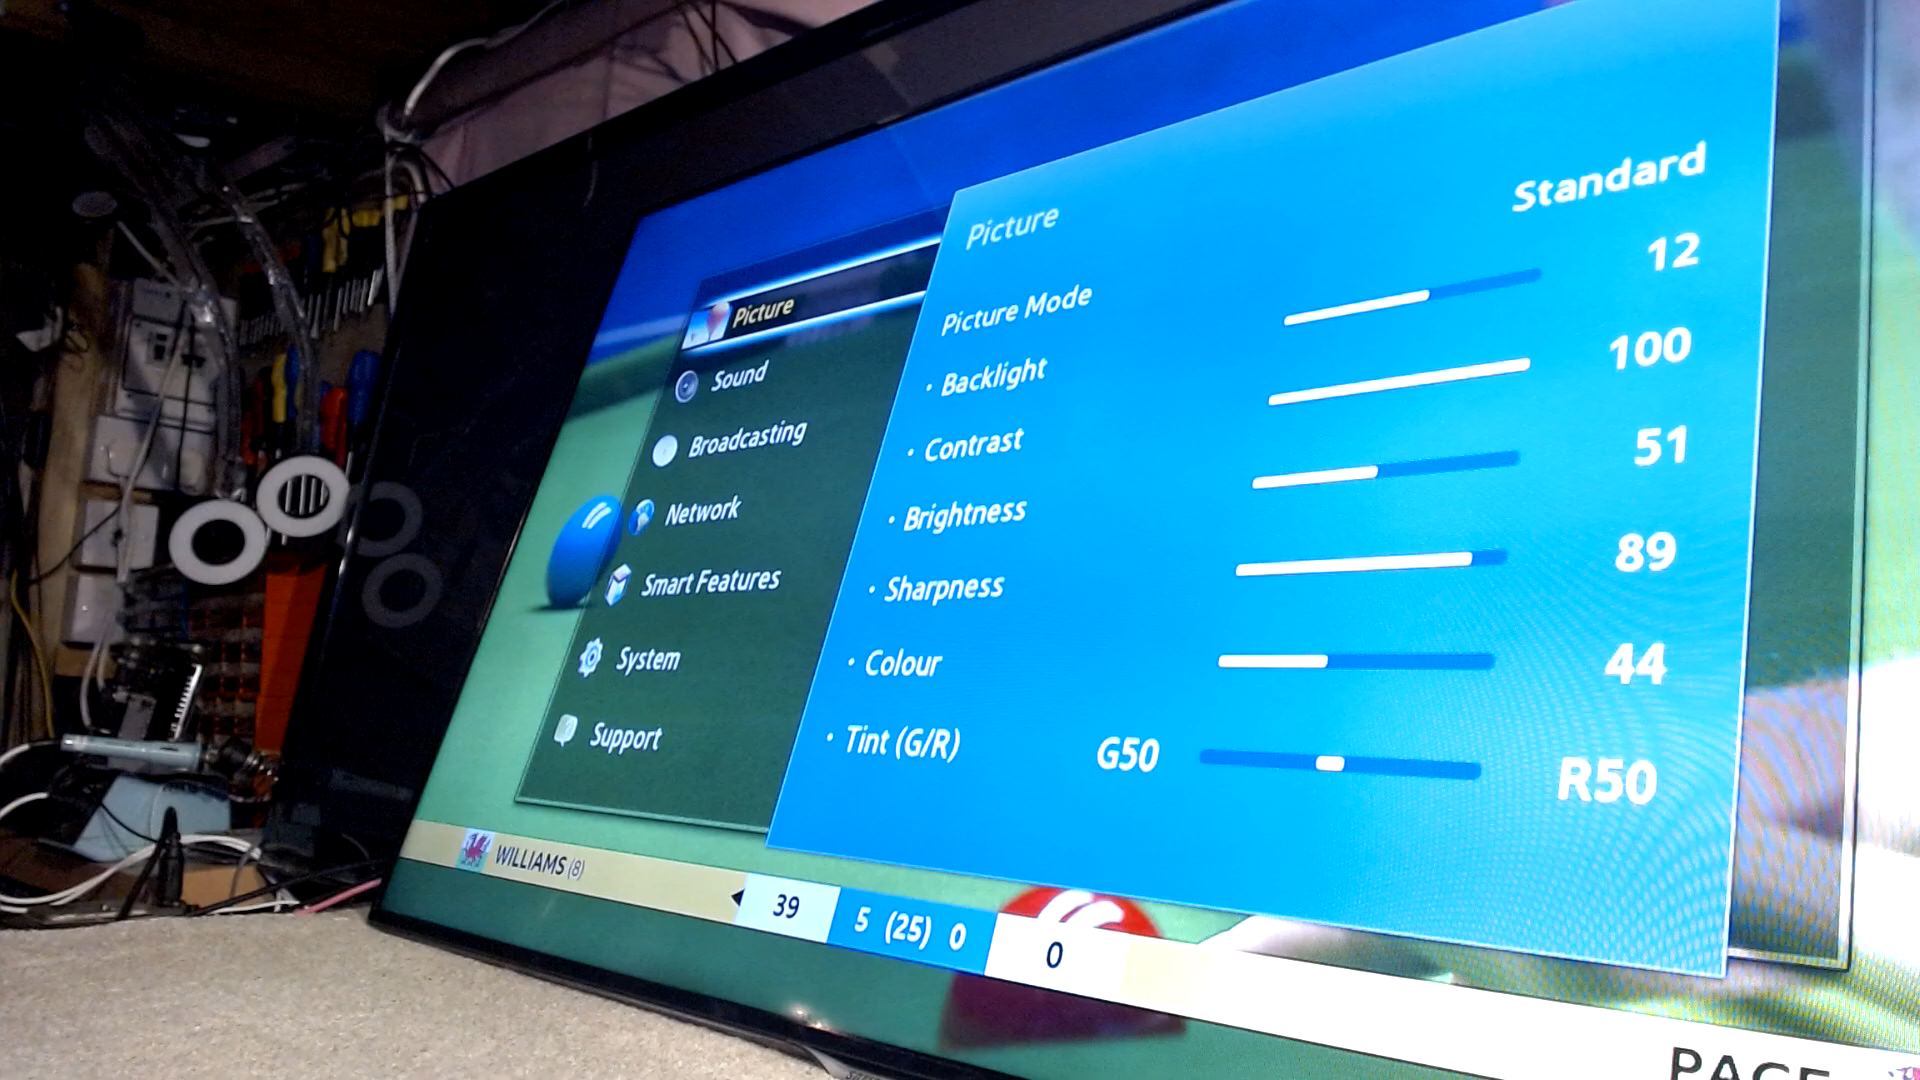 Picture
Sound
Broadcasting
Network
Smart Features
System
Support
Picture
Picture Mode Standard
· Backlight 12
· Contrast 100
· Brightness 51
· Sharpness 89
· Colour 44
· Tint (G/R) G50 R50
WILLIAMS (8) 39 5 (25) 0 0 PAGE